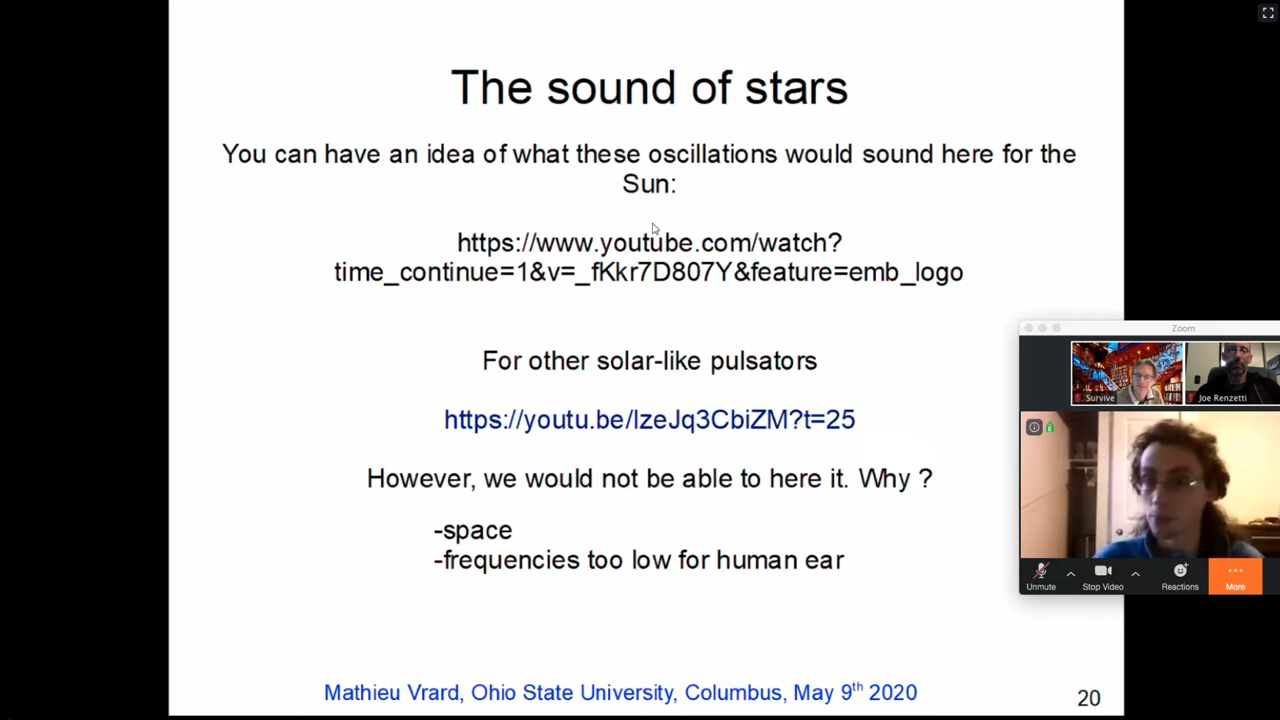 The sound of stars
You can have an idea of what these oscillations would sound here for the
Sun:
https://www.youtube.com/watch?
time_continue=1&v=_fKkr7D807Y&feature=emb_logo
For other solar-like pulsators
https://youtu.be/lzeJq3CbiZM?t=25
However, we would not be able to here it. Why ?
-space
-frequencies too low for human ear
Mathieu Vrard, Ohio State University, Columbus, May 9th 2020
20
Zoom
Survive
Joe Renzetti
Unmute
Stop Video
Reactions
More